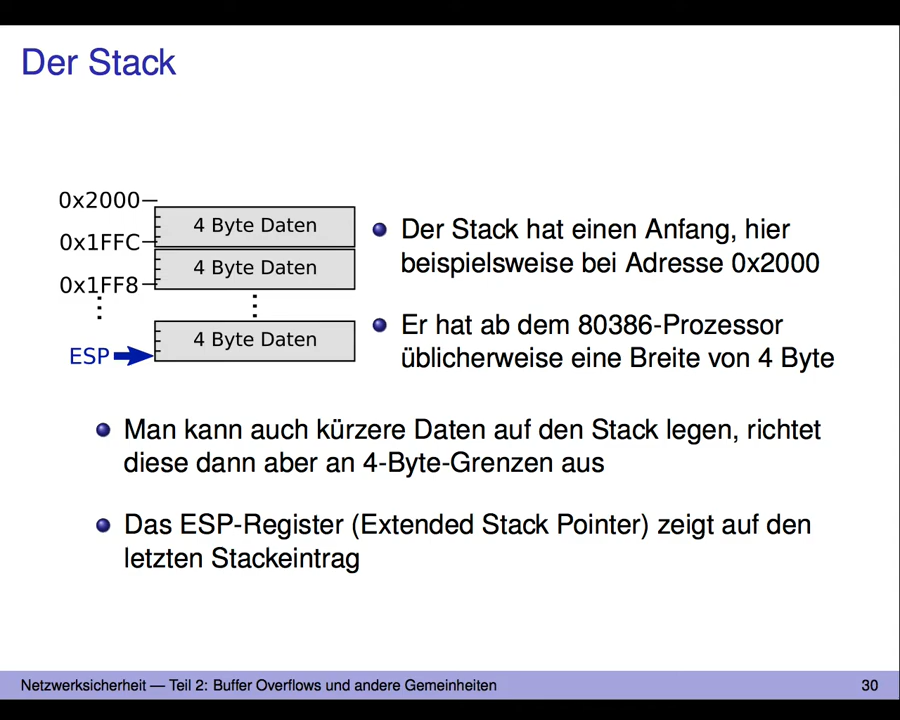 Der Stack
0x2000
4 Byte Daten
0x1FFC
4 Byte Daten
0x1FF8
4 Byte Daten
ESP
Der Stack hat einen Anfang, hier
beispielsweise bei Adresse 0x2000
Er hat ab dem 80386-Prozessor
üblicherweise eine Breite von 4 Byte
Man kann auch kürzere Daten auf den Stack legen, richtet
diese dann aber an 4-Byte-Grenzen aus
Das ESP-Register (Extended Stack Pointer) zeigt auf den
letzten Stackeintrag
Netzwerksicherheit — Teil 2: Buffer Overflows und andere Gemeinheiten
30